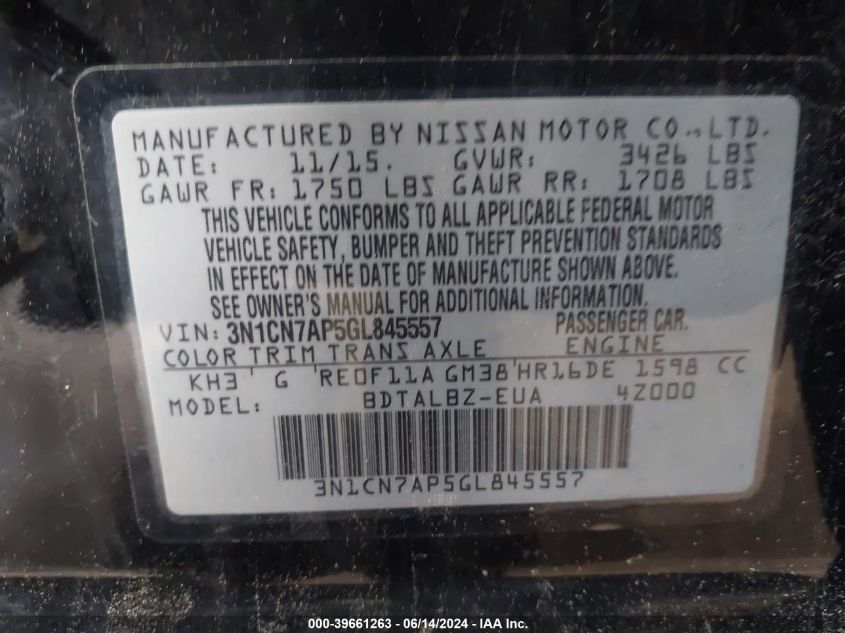 MANUFACTURED BY NISSAN MOTOR CO., LTD.
DATE: 11/15. GVWR: 3426 LBS
GAWR FR: 1750 LBS GAWR RR: 1708 LBS
THIS VEHICLE CONFORMS TO ALL APPLICABLE FEDERAL MOTOR
VEHICLE SAFETY, BUMPER AND THEFT PREVENTION STANDARDS
IN EFFECT ON THE DATE OF MANUFACTURE SHOWN ABOVE.
SEE OWNER'S MANUAL FOR ADDITIONAL INFORMATION.
VIN: 3N1CN7AP5GL845557 PASSENGER CAR.
COLOR TRIM TRANS AXLE ENGINE
KH3 G RE0F11A GM38 HR16DE 1598 CC
MODEL: BDTALBZ-EUA 4Z000
3N1CN7AP5GL845557
000-39661263 - 06/14/2024 - IAA Inc.